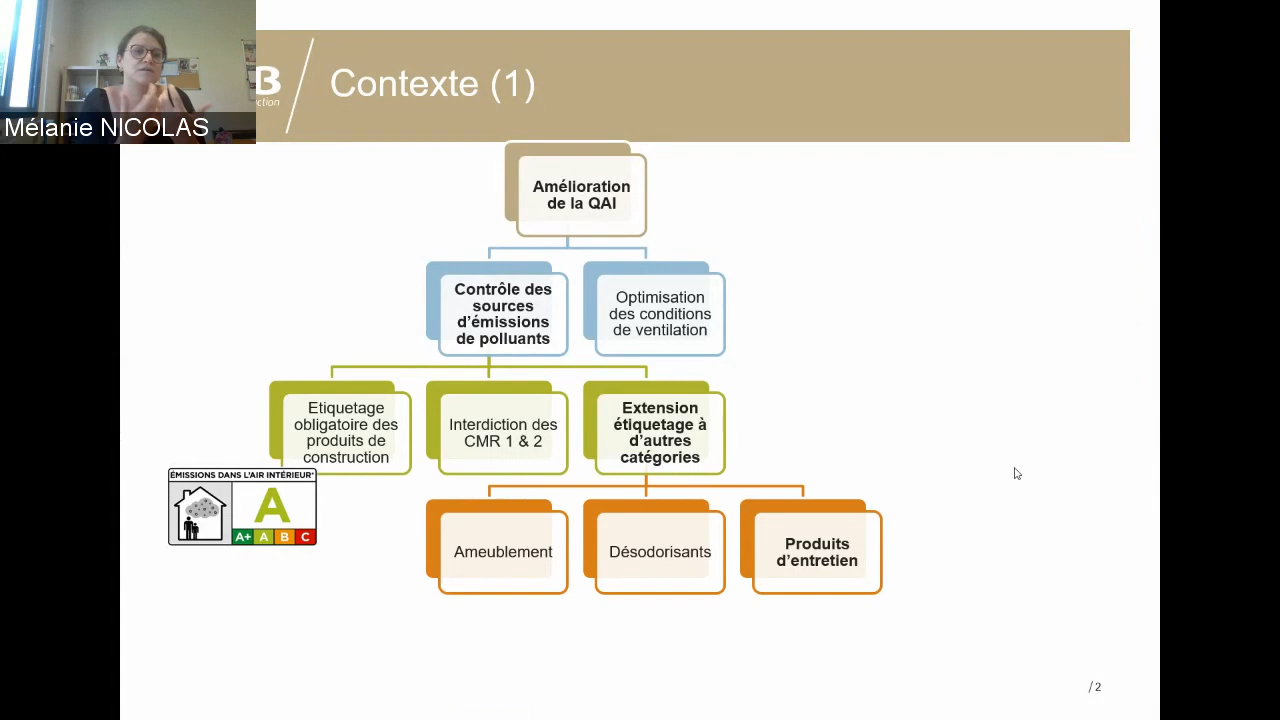 Mélanie NICOLAS
B
ection
Contexte (1)
Amélioration
de la QAI
Contrôle des
sources
d'émissions
de polluants
Optimisation
des conditions
de ventilation
Etiquetage
obligatoire des
produits de
construction
Interdiction des
CMR 1 & 2
Extension
étiquetage à
d'autres
catégories
ÉMISSIONS DANS L'AIR INTÉRIEUR*
A
A+ A B C
Ameublement
Désodorisants
Produits
d'entretien
/ 2